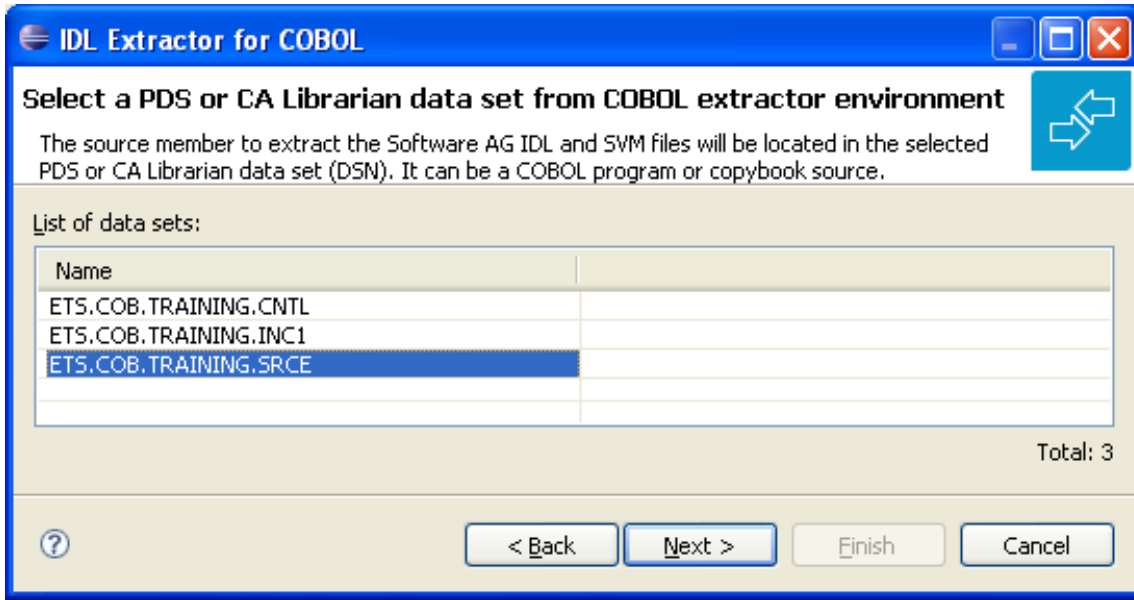 IDL Extractor for COBOL
Select a PDS or CA Librarian data set from COBOL extractor environment
The source member to extract the Software AG IDL and SVM files will be located in the selected
PDS or CA Librarian data set (DSN). It can be a COBOL program or copybook source.
List of data sets:
Name
ETS.COB.TRAINING.CNTL
ETS.COB.TRAINING.INC1
ETS.COB.TRAINING.SRCE
Total: 3
? < Back Next > Finish Cancel